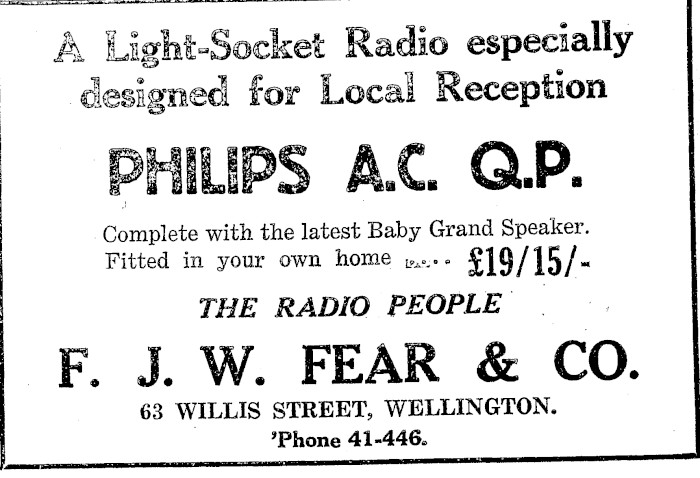 A Light-Socket Radio especially
designed for Local Reception
PHILIPS A.C. Q.P.
Complete with the latest Baby Grand Speaker.
Fitted in your own home ...... £19/15/-
THE RADIO PEOPLE
F. J. W. FEAR & CO.
63 WILLIS STREET, WELLINGTON.
'Phone 41-446.